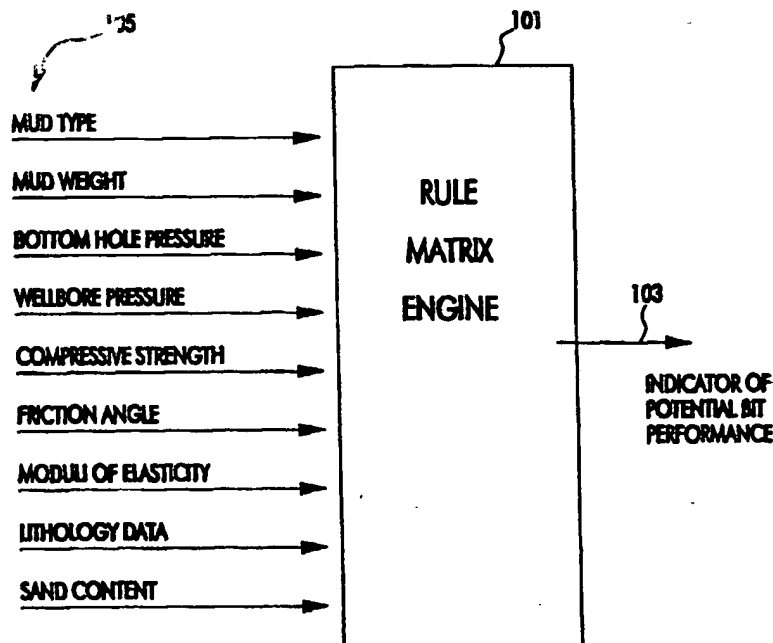 105
101
MUD TYPE
MUD WEIGHT
BOTTOM HOLE PRESSURE
WELLBORE PRESSURE
COMPRESSIVE STRENGTH
FRICTION ANGLE
MODULI OF ELASTICITY
LITHOLOGY DATA
SAND CONTENT
RULE
MATRIX
ENGINE
103
INDICATOR OF
POTENTIAL BIT
PERFORMANCE